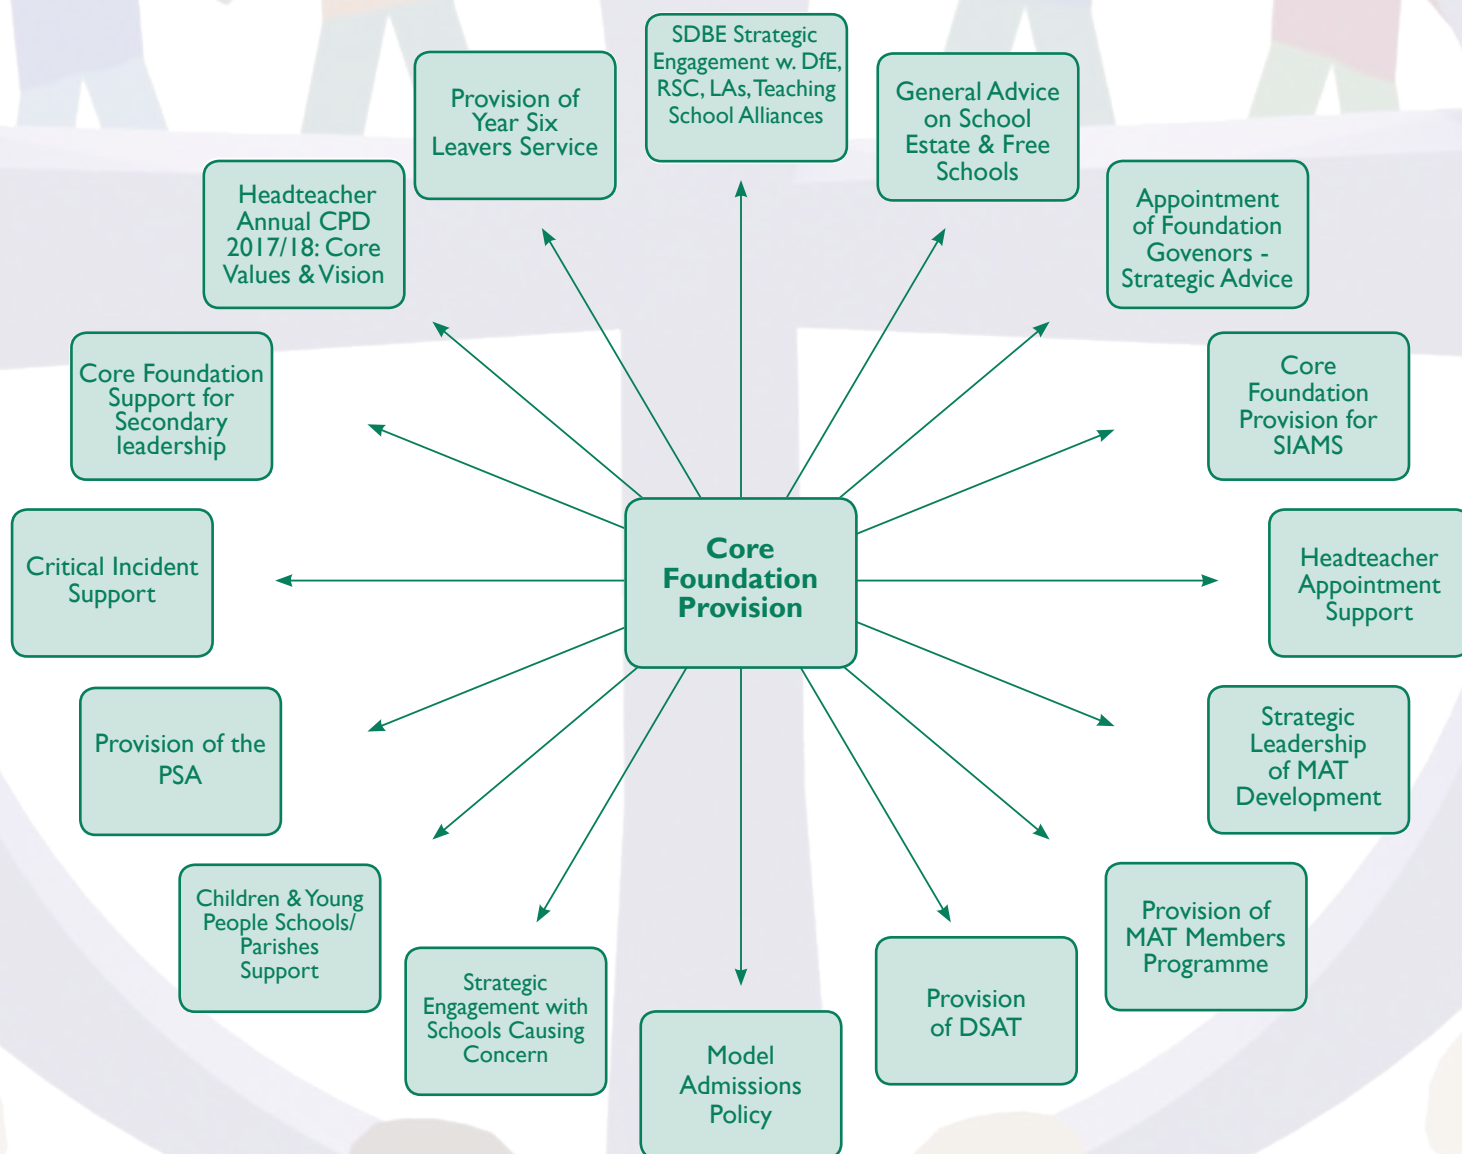 SDBE Strategic
Engagement w. DfE,
RSC, LAs, Teaching
School Alliances
General Advice
on School
Estate & Free
Schools
Appointment
of Foundation
Govenors -
Strategic Advice
Core
Foundation
Provision for
SIAMS
Headteacher
Appointment
Support
Strategic
Leadership
of MAT
Development
Provision of
MAT Members
Programme
Provision
of DSAT
Model
Admissions
Policy
Strategic
Engagement with
Schools Causing
Concern
Children & Young
People Schools/
Parishes
Support
Provision of the
PSA
Critical Incident
Support
Core Foundation
Support for
Secondary
leadership
Headteacher
Annual CPD
2017/18: Core
Values & Vision
Provision of
Year Six
Leavers Service
Core
Foundation
Provision